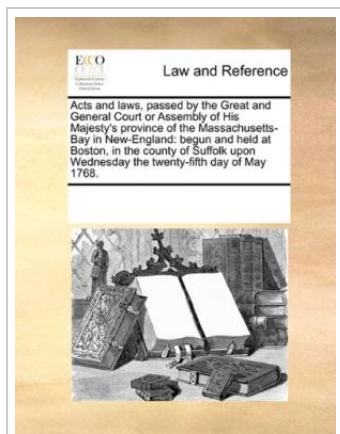 ECCO
Law and Reference
Acts and laws, passed by the Great and
General Court or Assembly of His
Majesty's province of the Massachusetts-
Bay in New-England: begun and held at
Boston, in the county of Suffolk upon
Wednesday the twenty-fifth day of May
1768.